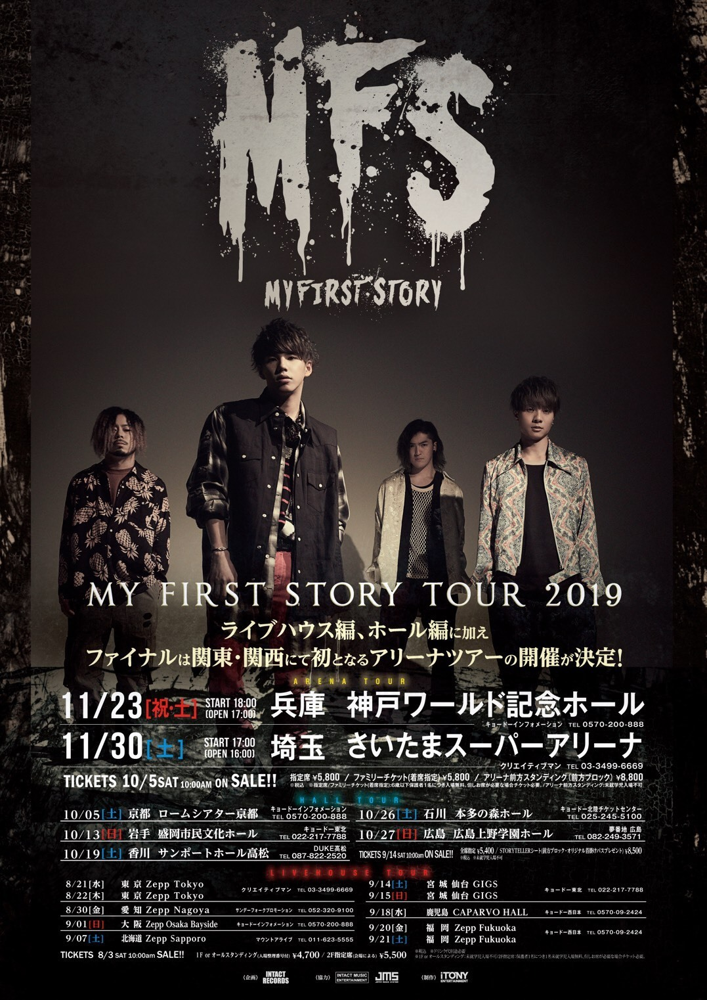 MFS
MY FIRST STORY
MY FIRST STORY TOUR 2019
ライブハウス編、ホール編に加え
ファイナルは関東・関西にて初となるアリーナツアーの開催が決定!
ARENA TOUR
11/23[祝・土] START 18:00 (OPEN 17:00) 兵庫 神戸ワールド記念ホール
キョードーインフォメーション TEL 0570-200-888
11/30[土] START 17:00 (OPEN 16:00) 埼玉 さいたまスーパーアリーナ
クリエイティブマン TEL 03-3499-6669
TICKETS 10/5 SAT 10:00AM ON SALE!! 指定席 ¥5,800 / ファミリーチケット(着席指定) ¥5,800 / アリーナ前方スタンディング(前方ブロック) ¥8,800
※税込 ※指定席/ファミリーチケット(着席指定):6歳以下保護者1名につき入場無料、但しお席が必要な場合チケット必要。/アリーナ前方スタンディング:未就学児入場不可
HALL TOUR
10/05[土] 京都 ロームシアター京都 キョードーインフォメーション TEL 0570-200-888
10/13[日] 岩手 盛岡市民文化ホール キョードー東北 TEL 022-217-7788
10/19[土] 香川 サンポートホール高松 DUKE高松 TEL 087-822-2520
10/26[土] 石川 本多の森ホール キョードー北陸チケットセンター TEL 025-245-5100
10/27[日] 広島 広島上野学園ホール 夢番地 広島 TEL 082-249-3571
TICKETS 9/14 SAT 10:00am ON SALE!! 全席指定 ¥5,400 / STORYTELLERシート(前方ブロック・オリジナル首掛けパスプレゼント) ¥8,500
※税込 ※未就学児入場不可
LIVEHOUSE TOUR
8/21[水] 東京 Zepp Tokyo
8/22[木] 東京 Zepp Tokyo
クリエイティブマン TEL 03-3499-6669
8/30[金] 愛知 Zepp Nagoya サンデーフォークプロモーション TEL 052-320-9100
9/01[日] 大阪 Zepp Osaka Bayside キョードーインフォメーション TEL 0570-200-888
9/07[土] 北海道 Zepp Sapporo マウントアライブ TEL 011-623-5555
9/14[土] 宮城 仙台 GIGS
9/15[日] 宮城 仙台 GIGS
キョードー東北 TEL 022-217-7788
9/18[水] 鹿児島 CAPARVO HALL キョードー西日本 TEL 0570-09-2424
9/20[金] 福岡 Zepp Fukuoka
9/21[土] 福岡 Zepp Fukuoka
キョードー西日本 TEL 0570-09-2424
TICKETS 8/3 SAT 10:00am SALE!! 1F or オールスタンディング(入場整理番号付) ¥4,700 / 2F指定席(会場による) ¥5,500
※税込 ※ドリンク代別途必要
※1F or オールスタンディング:未就学児入場不可/2F指定席:保護者1名につき1名未就学児入場無料、但しお席が必要な場合チケット必要。
〈企画〉 INTACT RECORDS 〈協力〉 INTACT MUSIC ENTERTAINMENT JMS JAPAN MUSIC SYSTEM 〈制作〉 iTONY ENTERTAINMENT